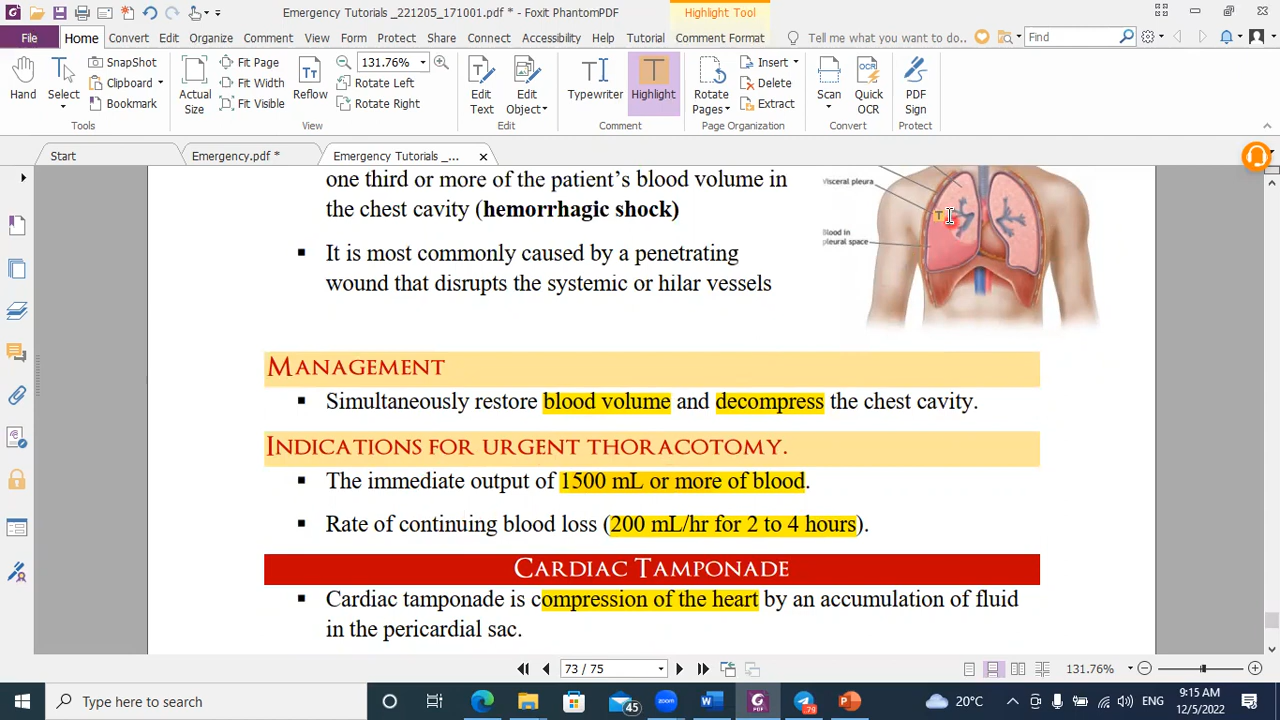 Emergency Tutorials _221205_171001.pdf * - Foxit PhantomPDF
Highlight Tool
File Home Convert Edit Organize Comment View Form Protect Share Connect Accessibility Help Tutorial Comment Format Tell me what you want to do... Find
Hand
Select
SnapShot
Clipboard
Bookmark
Tools
Actual Size
Fit Page
Fit Width
Fit Visible
Reflow
131.76%
Rotate Left
Rotate Right
View
Edit Text
Edit Object
Edit
Typewriter
Highlight
Comment
Rotate Pages
Insert
Delete
Extract
Page Organization
Scan
Quick OCR
Convert
PDF Sign
Protect
Start
Emergency.pdf *
Emergency Tutorials _...
one third or more of the patient's blood volume in
the chest cavity (hemorrhagic shock)
▪ It is most commonly caused by a penetrating
wound that disrupts the systemic or hilar vessels
Visceral pleura
Blood in
pleural space
T
MANAGEMENT
▪ Simultaneously restore blood volume and decompress the chest cavity.
INDICATIONS FOR URGENT THORACOTOMY.
▪ The immediate output of 1500 mL or more of blood.
▪ Rate of continuing blood loss (200 mL/hr for 2 to 4 hours).
CARDIAC TAMPONADE
▪ Cardiac tamponade is compression of the heart by an accumulation of fluid
in the pericardial sac.
73 / 75
131.76%
Type here to search
45
zoom
79
20°C
ENG
9:15 AM
12/5/2022